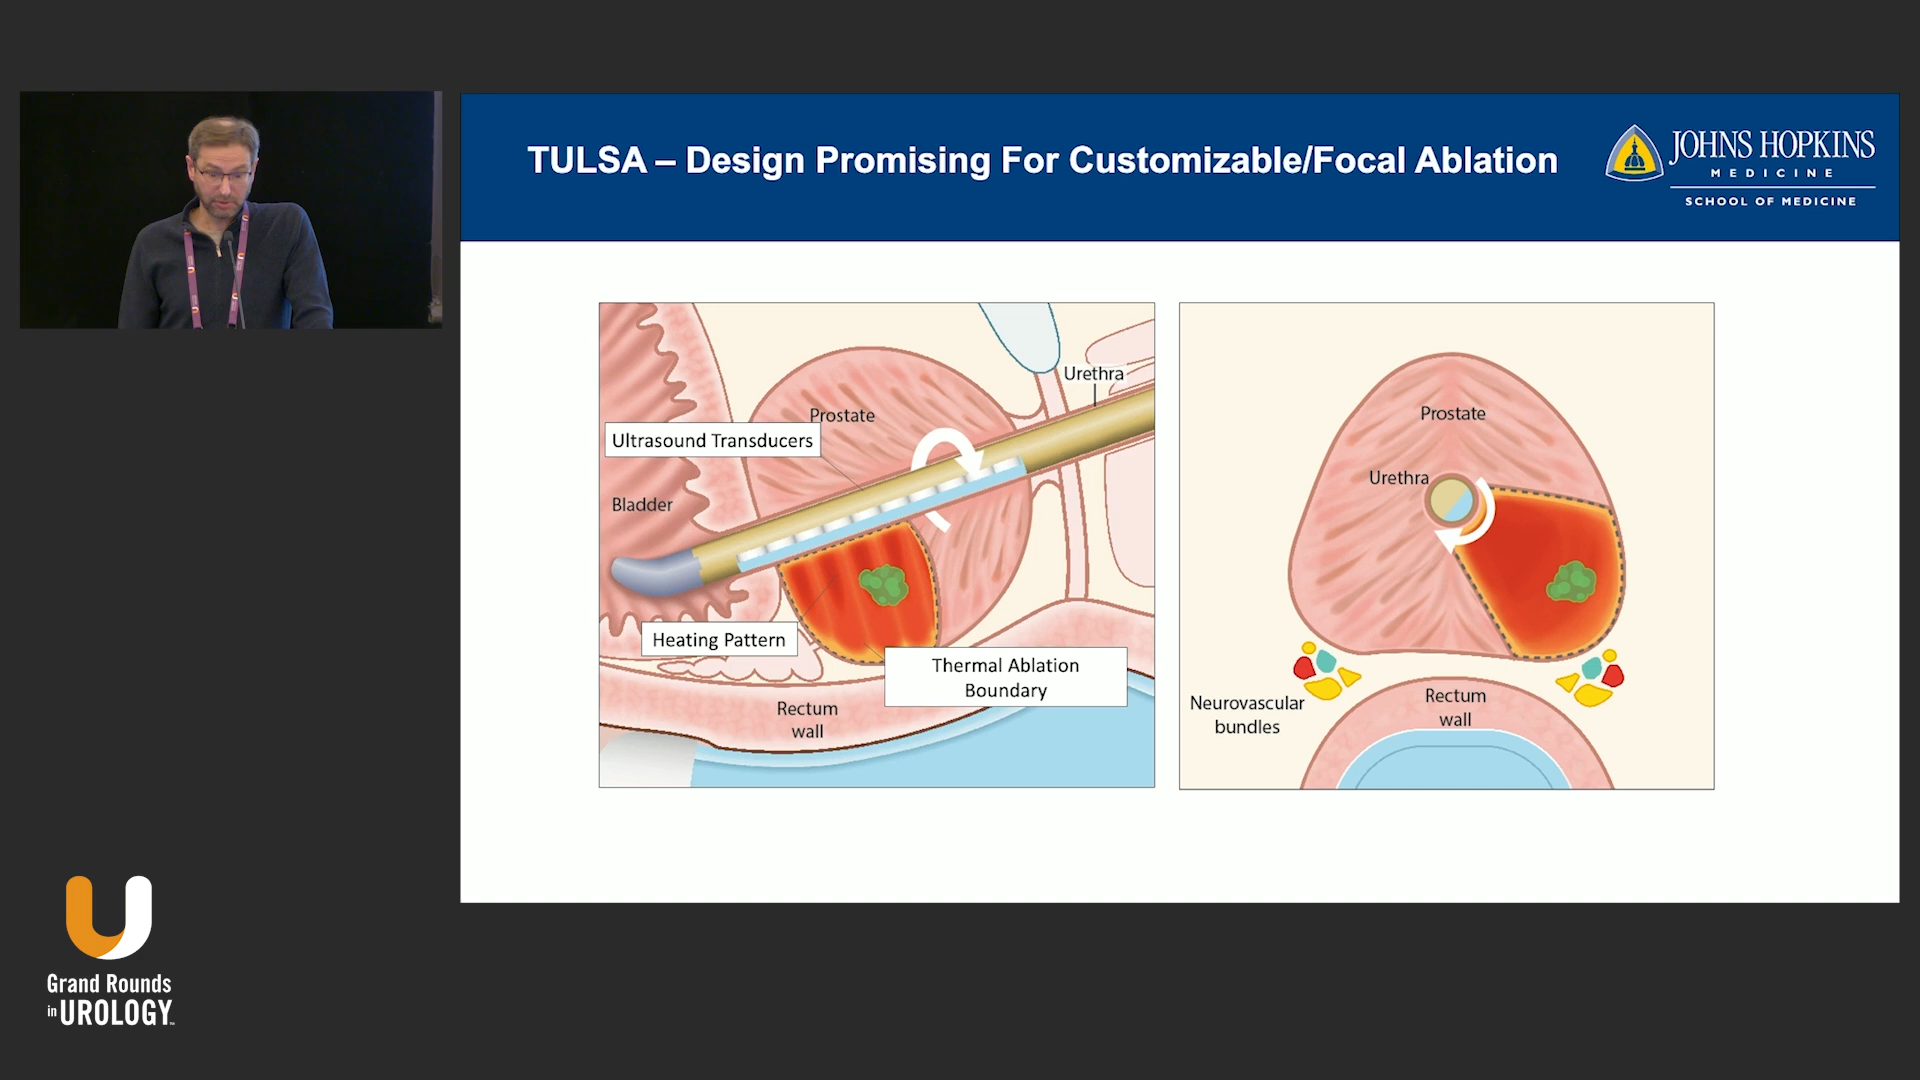 TULSA – Design Promising For Customizable/Focal Ablation
JOHNS HOPKINS
MEDICINE
SCHOOL OF MEDICINE
Urethra
Prostate
Ultrasound Transducers
Bladder
Heating Pattern
Thermal Ablation
Boundary
Rectum
wall
Prostate
Urethra
Neurovascular
bundles
Rectum
wall
Grand Rounds
in UROLOGY™